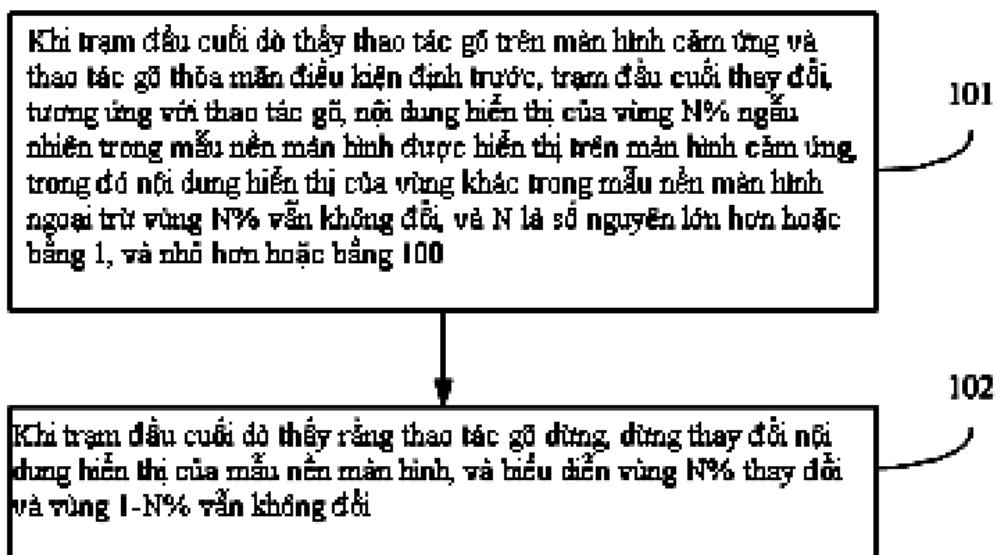 Khi trạm đầu cuối dò thấy thao tác gõ trên màn hình cảm ứng và
thao tác gõ thỏa mãn điều kiện định trước, trạm đầu cuối thay đổi,
tương ứng với thao tác gõ, nội dung hiển thị của vùng N% ngẫu
nhiên trong mẫu nền màn hình được hiển thị trên màn hình cảm ứng,
trong đó nội dung hiển thị của vùng khác trong mẫu nền màn hình
ngoại trừ vùng N% vẫn không đổi, và N là số nguyên lớn hơn hoặc
bằng 1, và nhỏ hơn hoặc bằng 100
101
102
Khi trạm đầu cuối dò thấy rằng thao tác gõ dừng, dừng thay đổi nội
dung hiển thị của mẫu nền màn hình, và biểu diễn vùng N% thay đổi
và vùng 1-N% vẫn không đổi